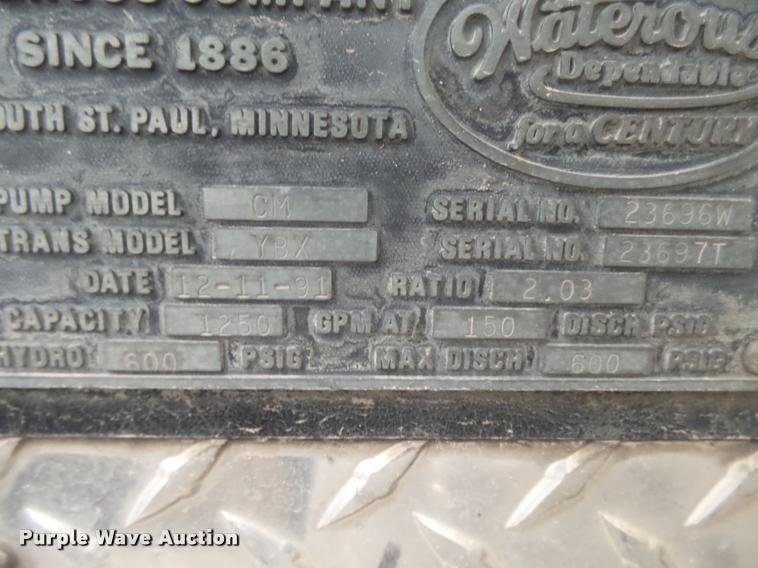 COMPANY
SINCE 1886
Waterous
Dependable
for a CENTURY
SOUTH ST. PAUL, MINNESOTA
PUMP MODEL CM SERIAL NO. 23696W
TRANS MODEL YBX SERIAL NO. 23697T
DATE 12-11-91 RATIO 2.03
CAPACITY 1250 GPM AT 150 DISCH PSIG
HYDRO 600 PSIG MAX DISCH 600 PSIG
Purple Wave Auction